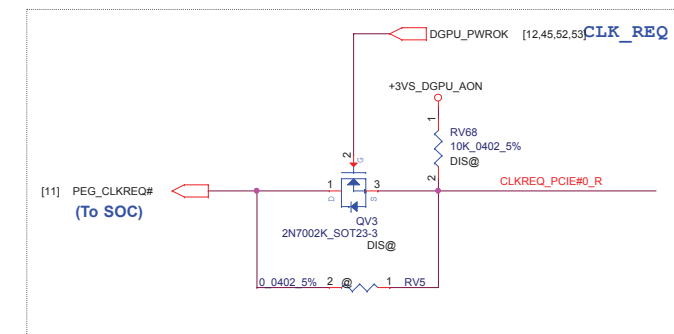 DGPU_PWROK [12,45,52,53] CLK_REQ
+3VS_DGPU_AON
1
RV68
10K_0402_5%
DIS@
2
2
G
[11] PEG_CLKREQ#
1
3
CLKREQ_PCIE#0_R
D
S
(To SOC)
QV3
2N7002K_SOT23-3
DIS@
0_0402_5% 2 @ 1 RV5